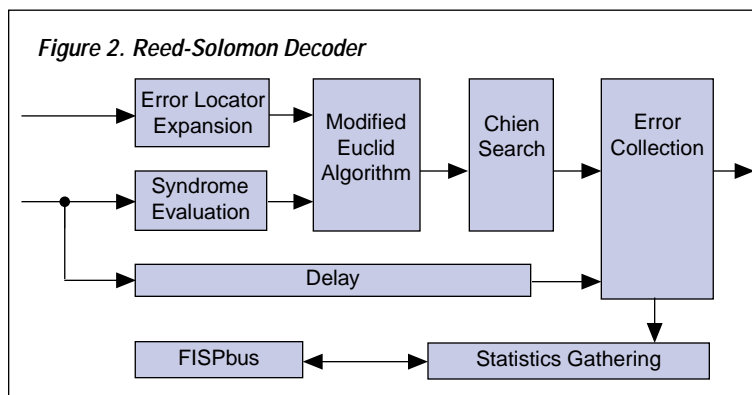 Figure 2. Reed-Solomon Decoder
Error Locator
Expansion
Modified
Euclid
Algorithm
Chien
Search
Error
Collection
Syndrome
Evaluation
Delay
FISPbus
Statistics Gathering